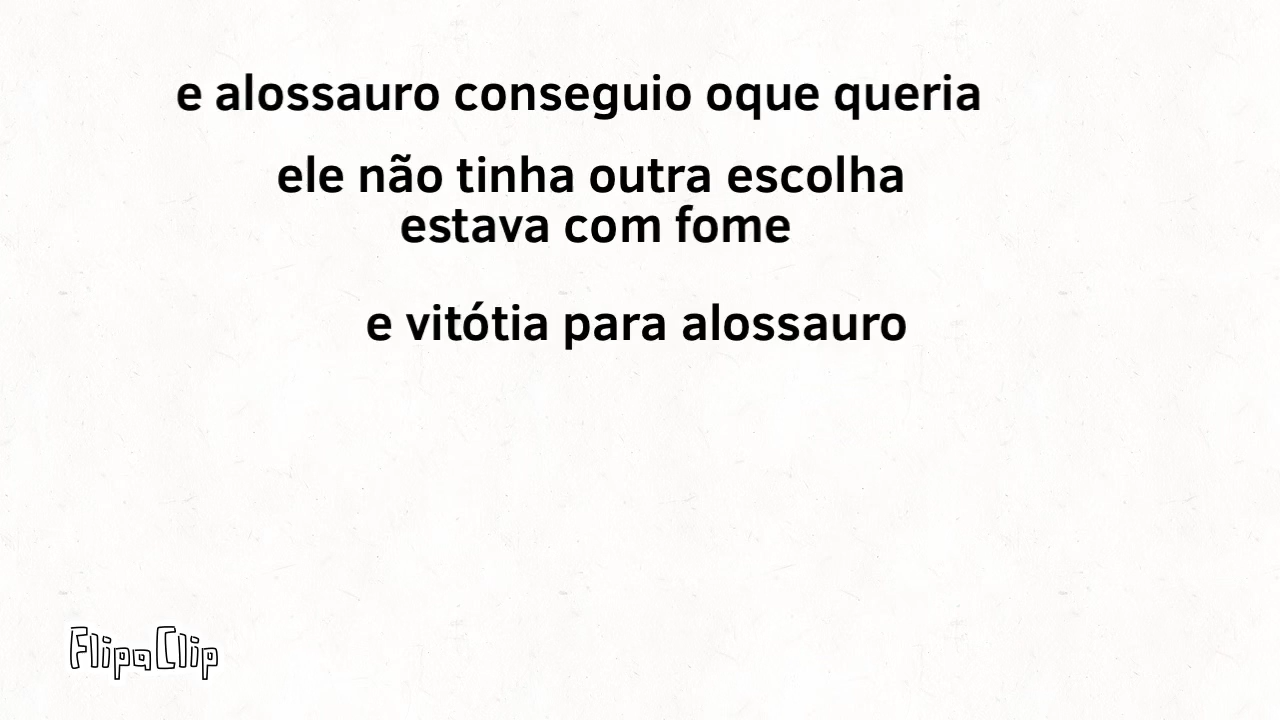 e alossauro conseguio oque queria
ele não tinha outra escolha
estava com fome
e vitótia para alossauro
FlipaClip